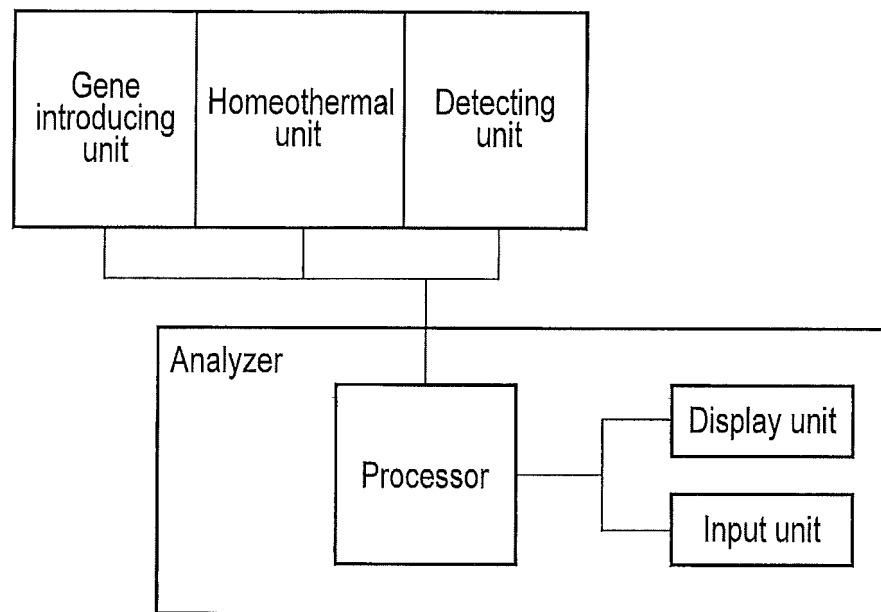 Gene
introducing
unit
Homeothermal
unit
Detecting
unit
Analyzer
Processor
Display unit
Input unit